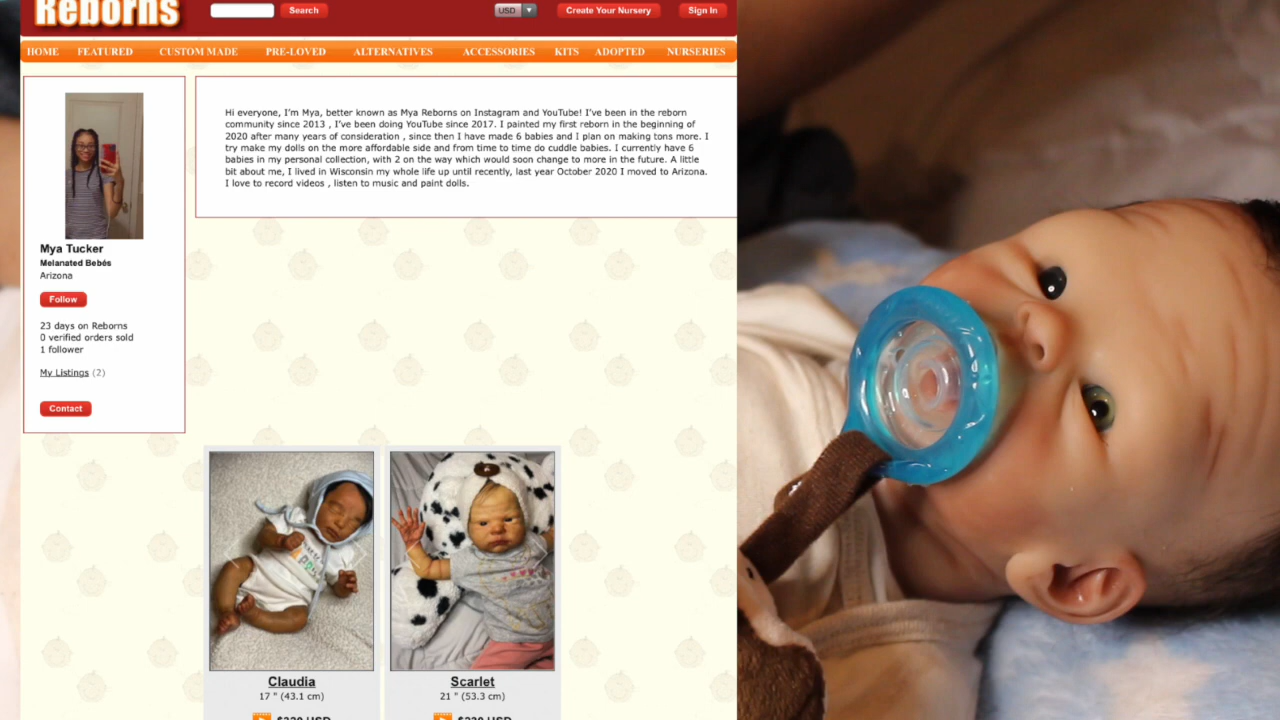 Reborns
Search
USD
Create Your Nursery
Sign In
HOME FEATURED CUSTOM MADE PRE-LOVED ALTERNATIVES ACCESSORIES KITS ADOPTED NURSERIES
Hi everyone, I'm Mya, better known as Mya Reborns on Instagram and YouTube! I've been in the reborn
community since 2013 , I've been doing YouTube since 2017. I painted my first reborn in the beginning of
2020 after many years of consideration , since then I have made 6 babies and I plan on making tons more. I
try make my dolls on the more affordable side and from time to time do cuddle babies. I currently have 6
babies in my personal collection, with 2 on the way which would soon change to more in the future. A little
bit about me, I lived in Wisconsin my whole life up until recently, last year October 2020 I moved to Arizona.
I love to record videos , listen to music and paint dolls.
Mya Tucker
Melanated Bebés
Arizona
Follow
23 days on Reborns
0 verified orders sold
1 follower
My Listings (2)
Contact
Claudia
17 " (43.1 cm)
Scarlet
21 " (53.3 cm)